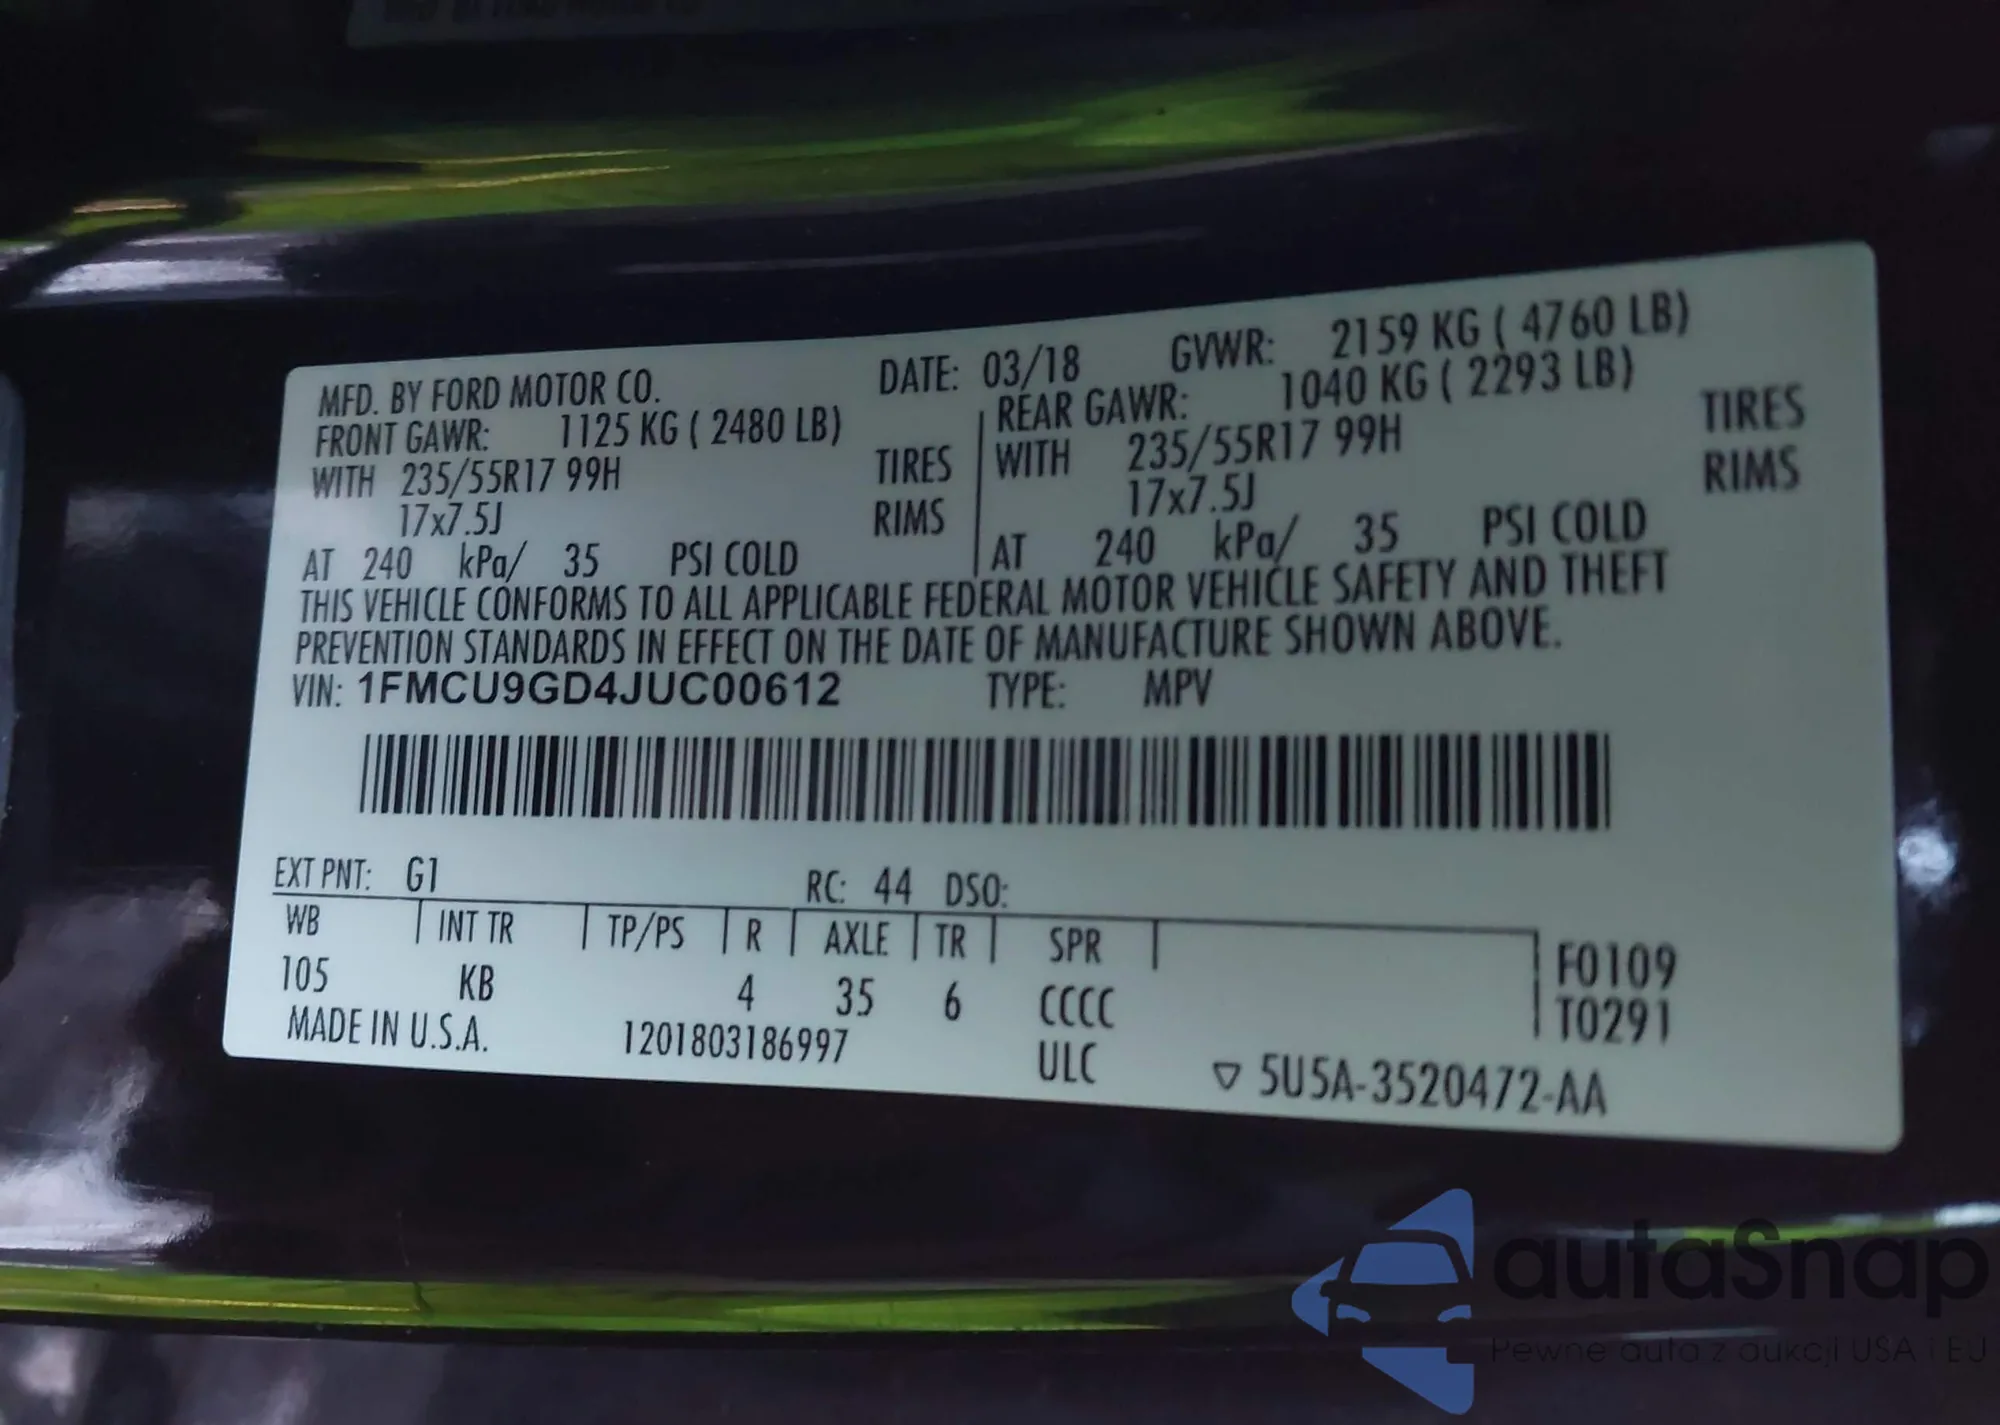 MFD. BY FORD MOTOR CO. DATE: 03/18 GVWR: 2159 KG ( 4760 LB)
FRONT GAWR: 1125 KG ( 2480 LB) REAR GAWR: 1040 KG ( 2293 LB)
WITH 235/55R17 99H TIRES WITH 235/55R17 99H TIRES
17x7.5J RIMS 17x7.5J RIMS
AT 240 kPa/ 35 PSI COLD AT 240 kPa/ 35 PSI COLD
THIS VEHICLE CONFORMS TO ALL APPLICABLE FEDERAL MOTOR VEHICLE SAFETY AND THEFT
PREVENTION STANDARDS IN EFFECT ON THE DATE OF MANUFACTURE SHOWN ABOVE.
VIN: 1FMCU9GD4JUC00612 TYPE: MPV
EXT PNT: G1 RC: 44 DSO:
WB INT TR TP/PS R AXLE TR SPR F0109
105 KB 4 35 6 CCCC T0291
MADE IN U.S.A. 1201803186997 ULC ▽ 5U5A-3520472-AA
autaSnap
Pewne auta z aukcji USA i EU